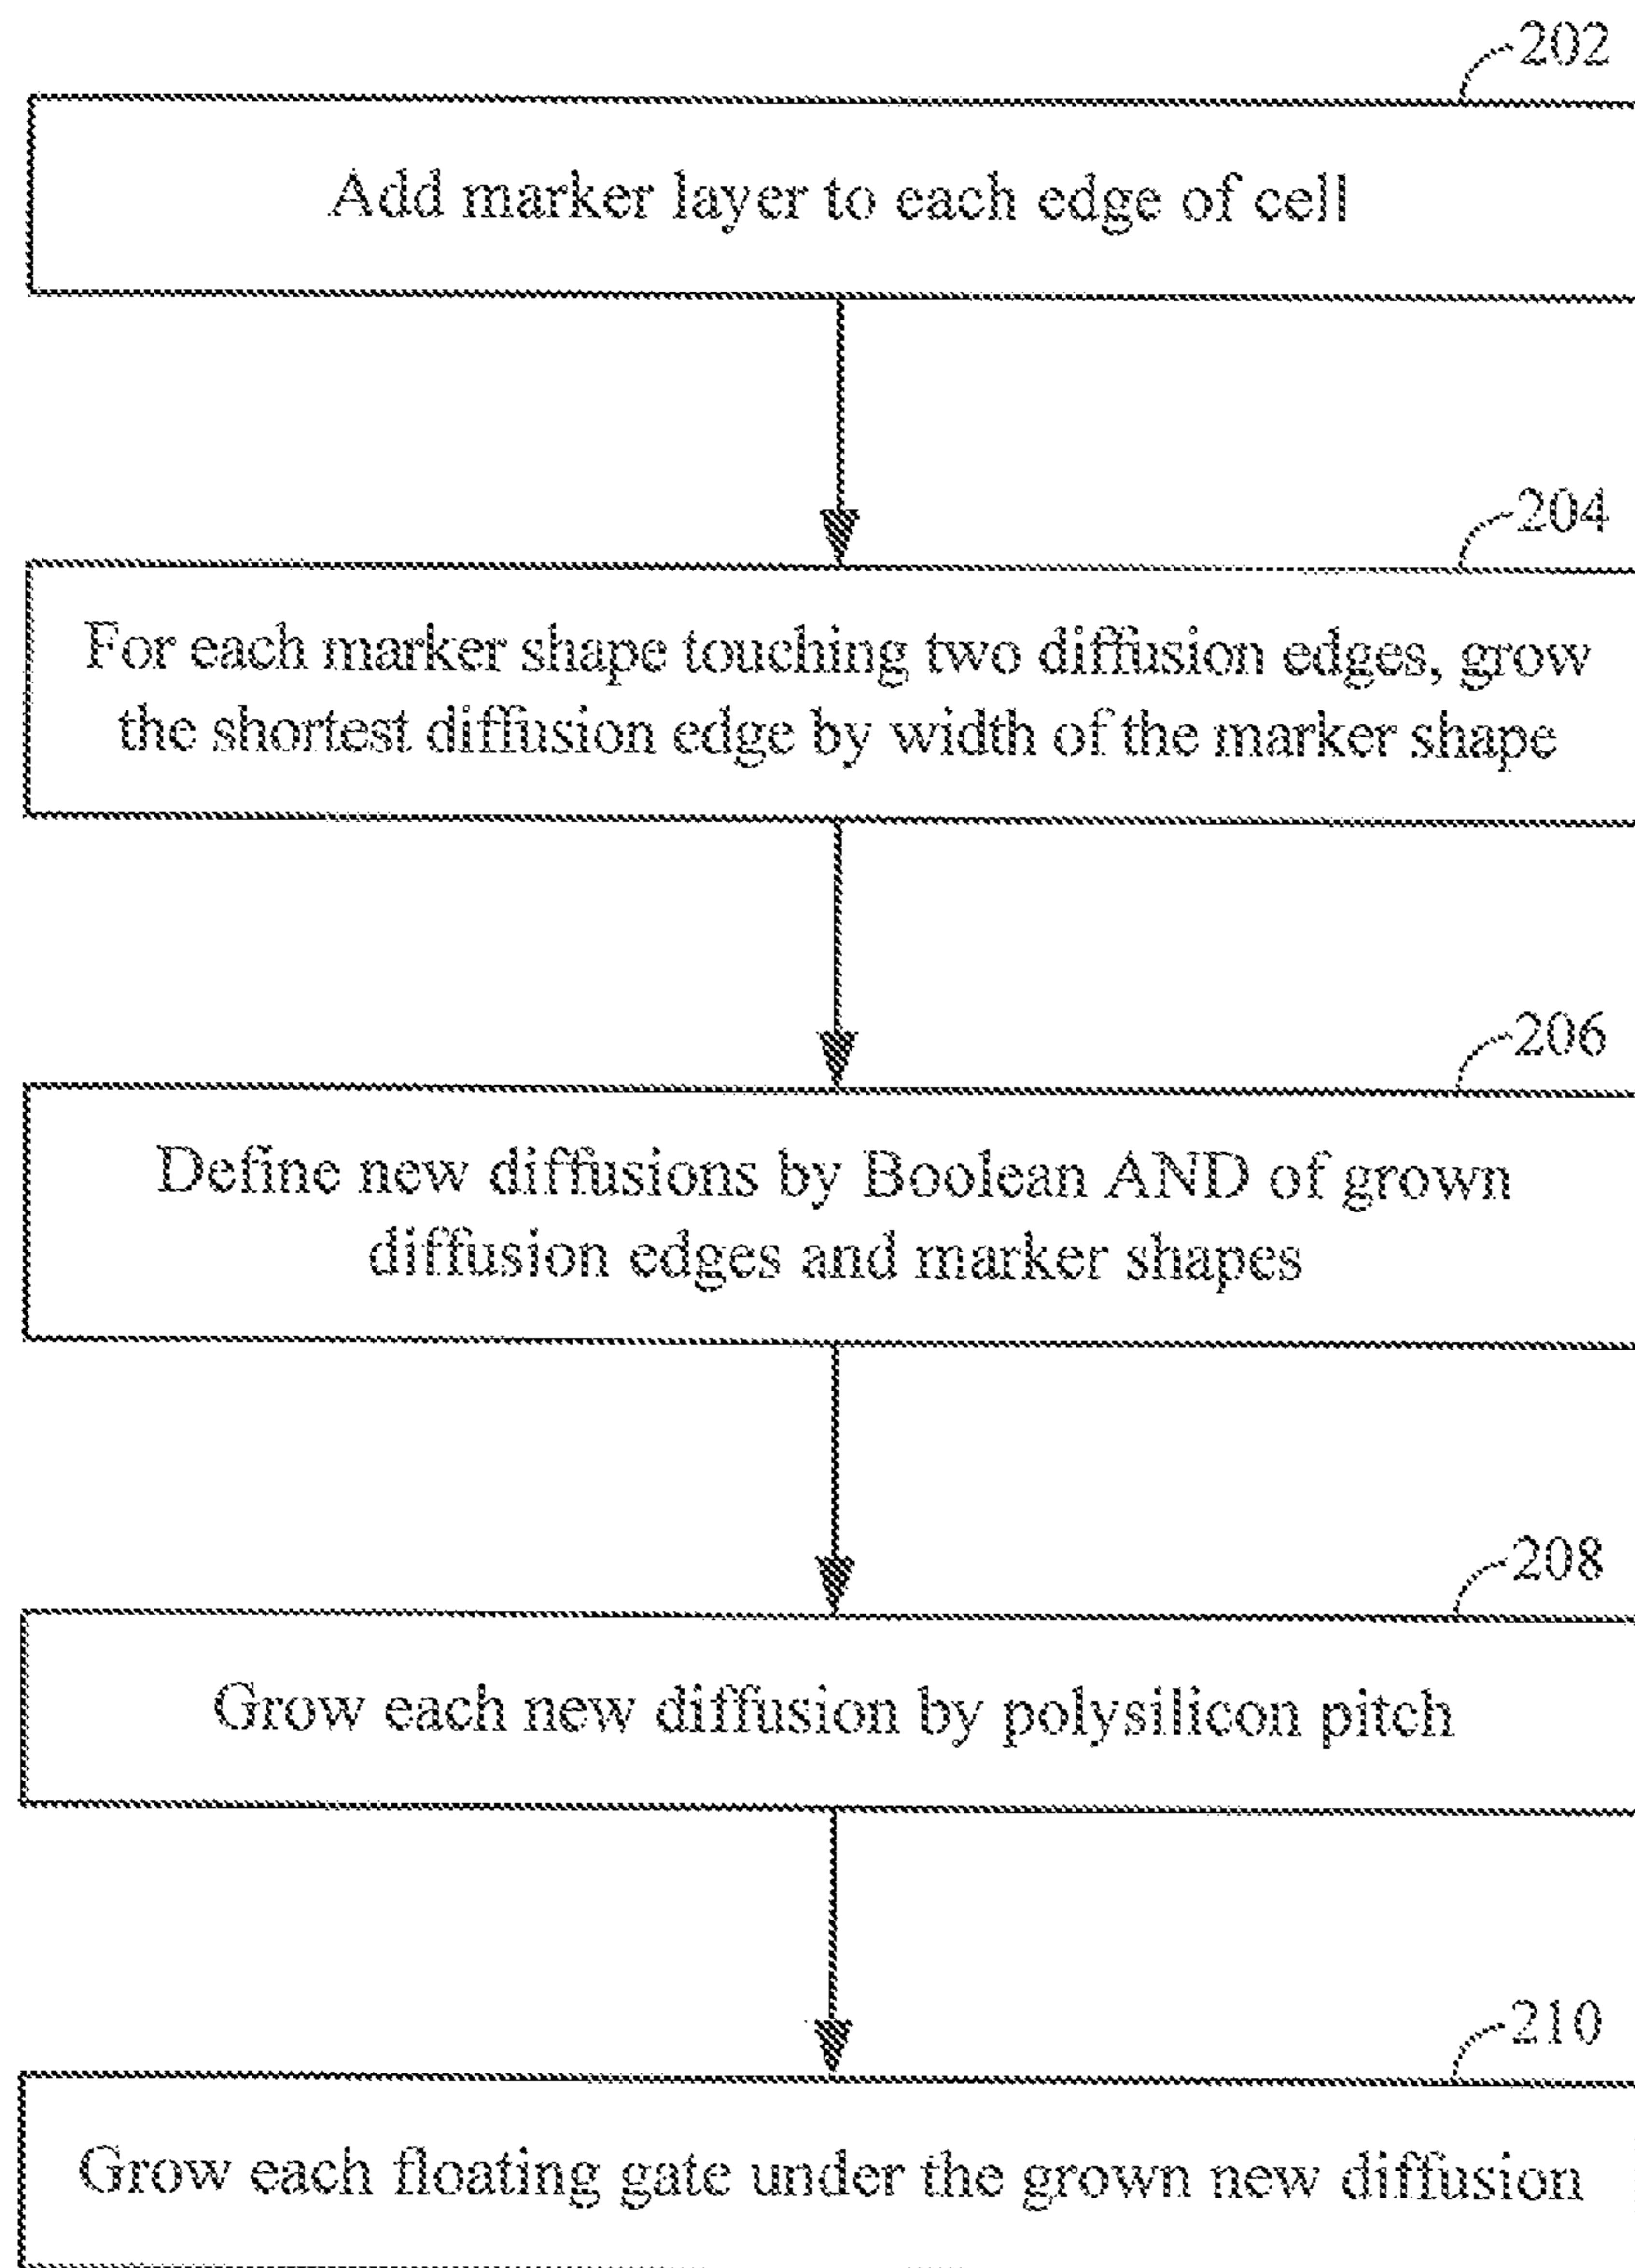 202
Add marker layer to each edge of cell
204
For each marker shape touching two diffusion edges, grow
the shortest diffusion edge by width of the marker shape
206
Define new diffusions by Boolean AND of grown
diffusion edges and marker shapes
208
Grow each new diffusion by polysilicon pitch
210
Grow each floating gate under the grown new diffusion